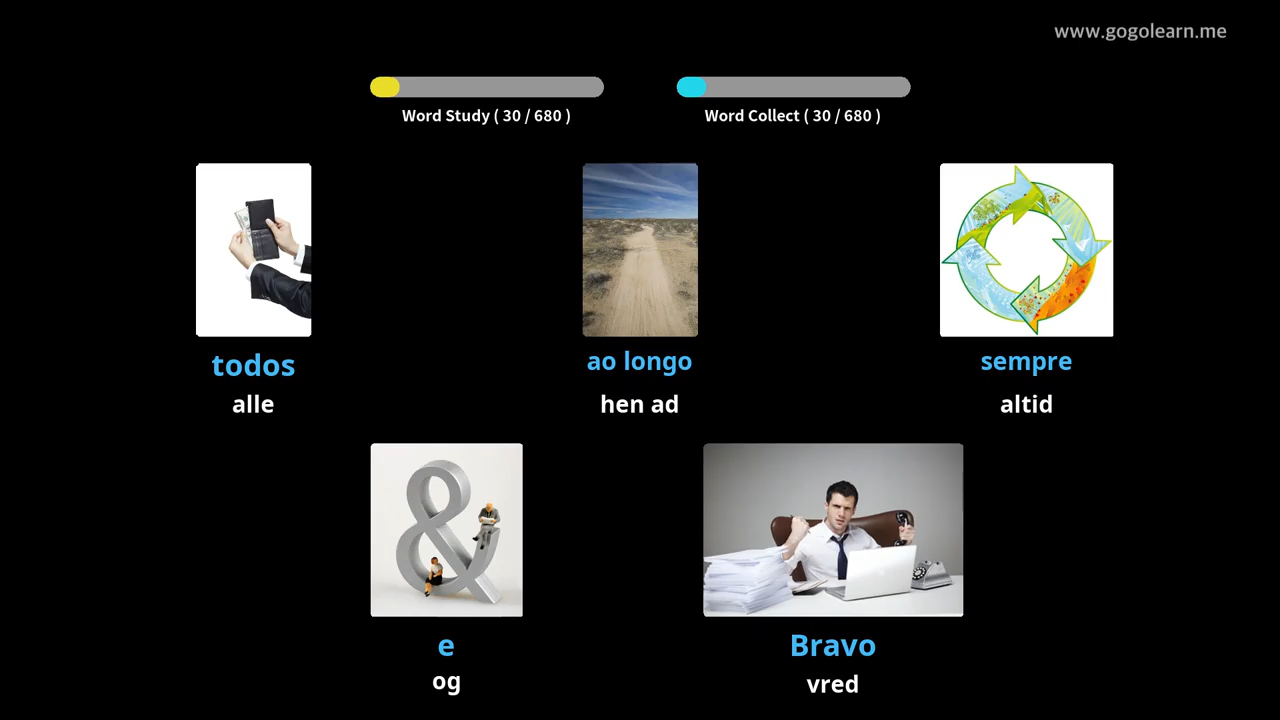 www.gogolearn.me
Word Study ( 30 / 680 )
Word Collect ( 30 / 680 )
todos
alle
ao longo
hen ad
sempre
altid
&
e
og
Bravo
vred